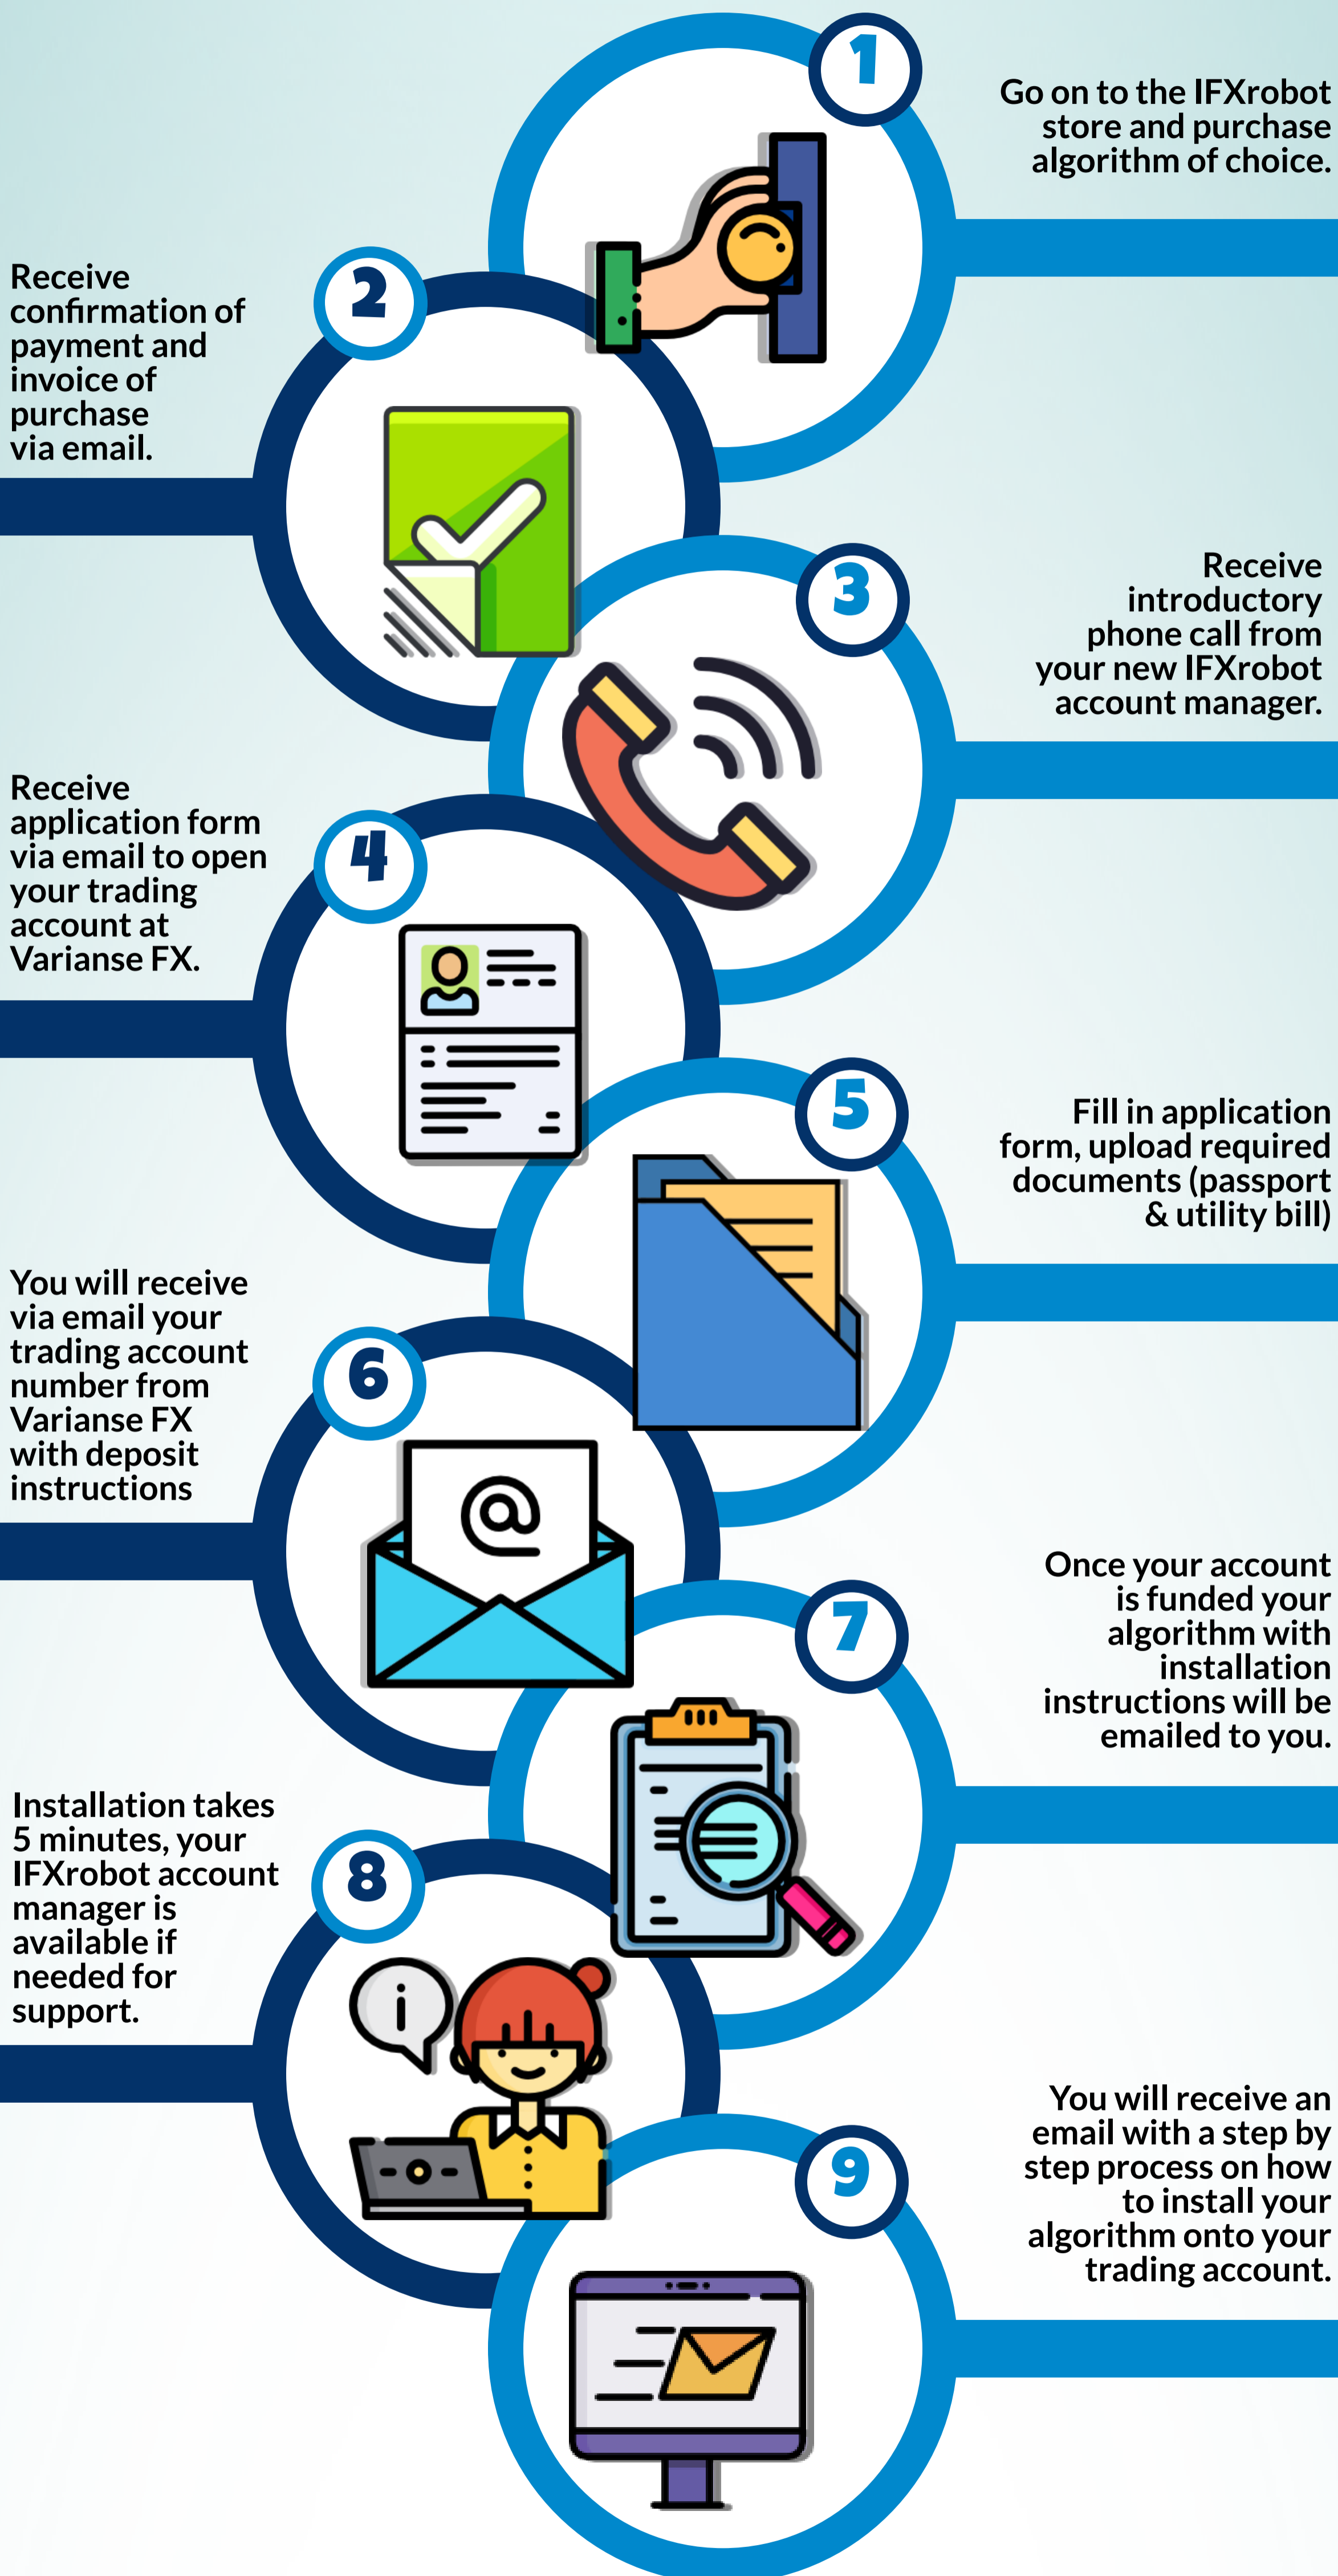 1
Go on to the IFXrobot
store and purchase
algorithm of choice.
2
Receive
confirmation of
payment and
invoice of
purchase
via email.
3
Receive
introductory
phone call from
your new IFXrobot
account manager.
4
Receive
application form
via email to open
your trading
account at
Varianse FX.
5
Fill in application
form, upload required
documents (passport
& utility bill)
6
You will receive
via email your
trading account
number from
Varianse FX
with deposit
instructions
@
7
Once your account
is funded your
algorithm with
installation
instructions will be
emailed to you.
8
Installation takes
5 minutes, your
IFXrobot account
manager is
available if
needed for
support.
i
9
You will receive an
email with a step by
step process on how
to install your
algorithm onto your
trading account.